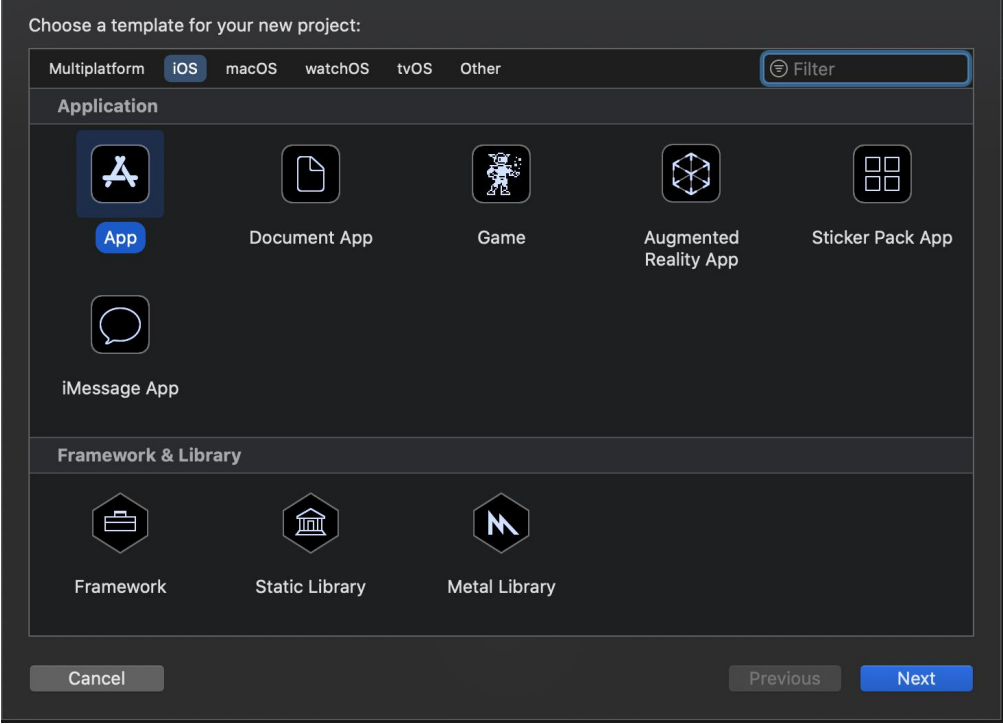 Choose a template for your new project:
Multiplatform iOS macOS watchOS tvOS Other Filter
Application
App Document App Game Augmented Reality App Sticker Pack App
iMessage App
Framework & Library
Framework Static Library Metal Library
Cancel Previous Next